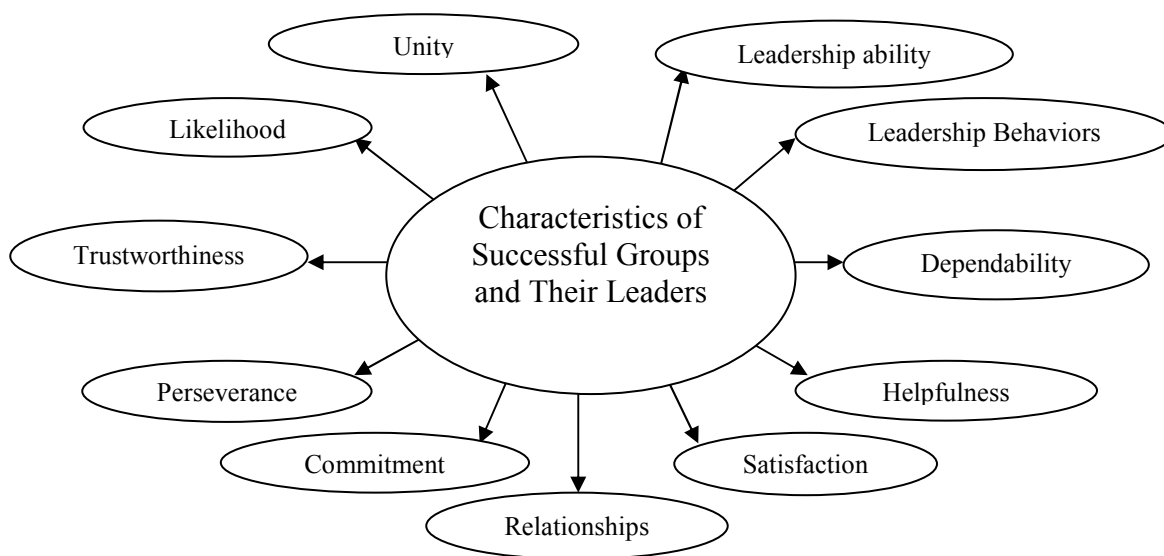 Unity
Leadership ability
Likelihood
Leadership Behaviors
Characteristics of
Successful Groups
and Their Leaders
Trustworthiness
Dependability
Perseverance
Helpfulness
Commitment
Satisfaction
Relationships